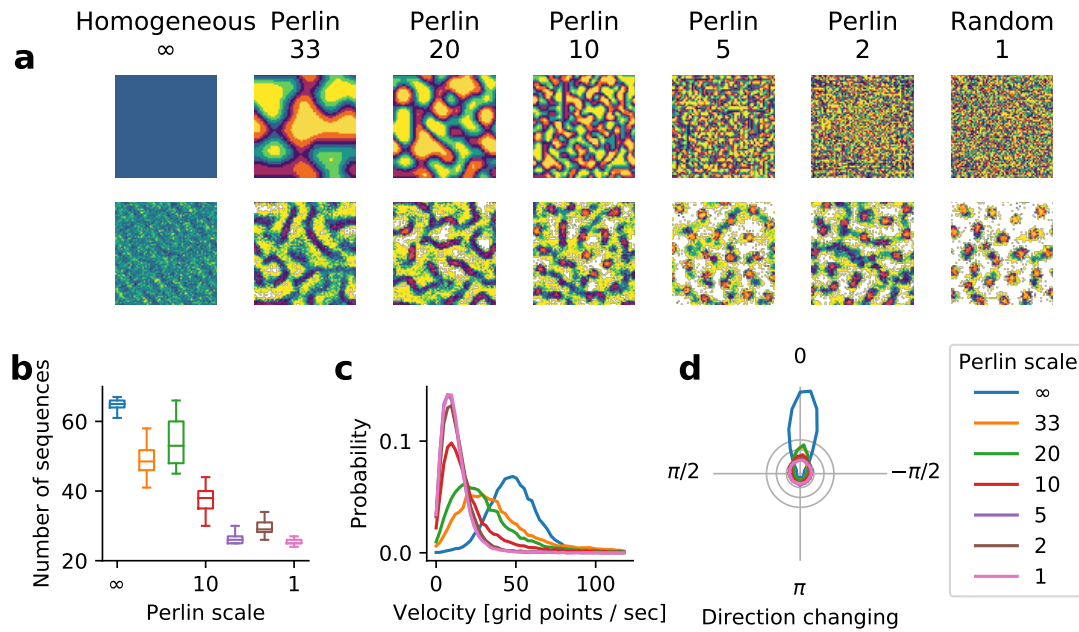 Homogeneous Perlin Perlin Perlin Perlin Perlin Random
∞ 33 20 10 5 2 1
a
b
Number of sequences
60
40
20
∞ 10 1
Perlin scale
c
Probability
0.1
0.0
0 50 100
Velocity [grid points / sec]
d
0
π/2
−π/2
π
Direction changing
Perlin scale
∞
33
20
10
5
2
1